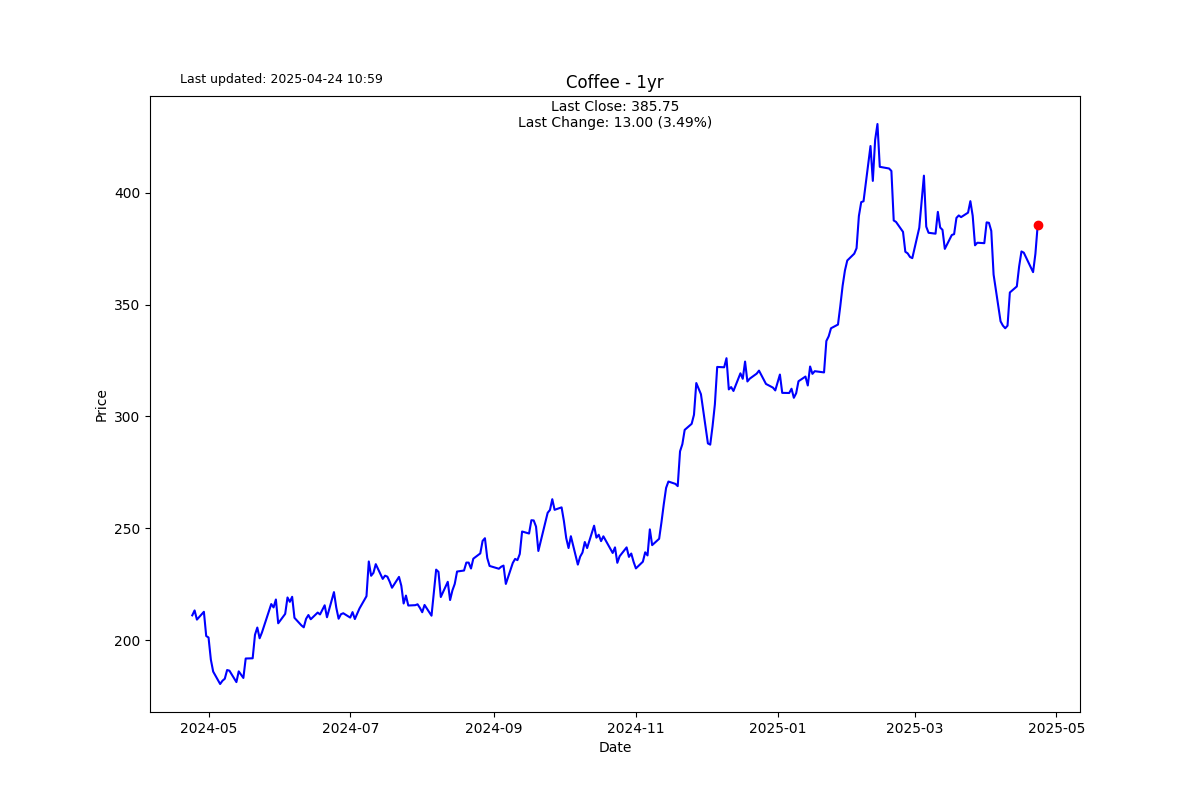 Last updated: 2025-04-24 10:59
Coffee - 1yr
Last Close: 385.75
Last Change: 13.00 (3.49%)
Price
400
350
300
250
200
2024-05 2024-07 2024-09 2024-11 2025-01 2025-03 2025-05
Date